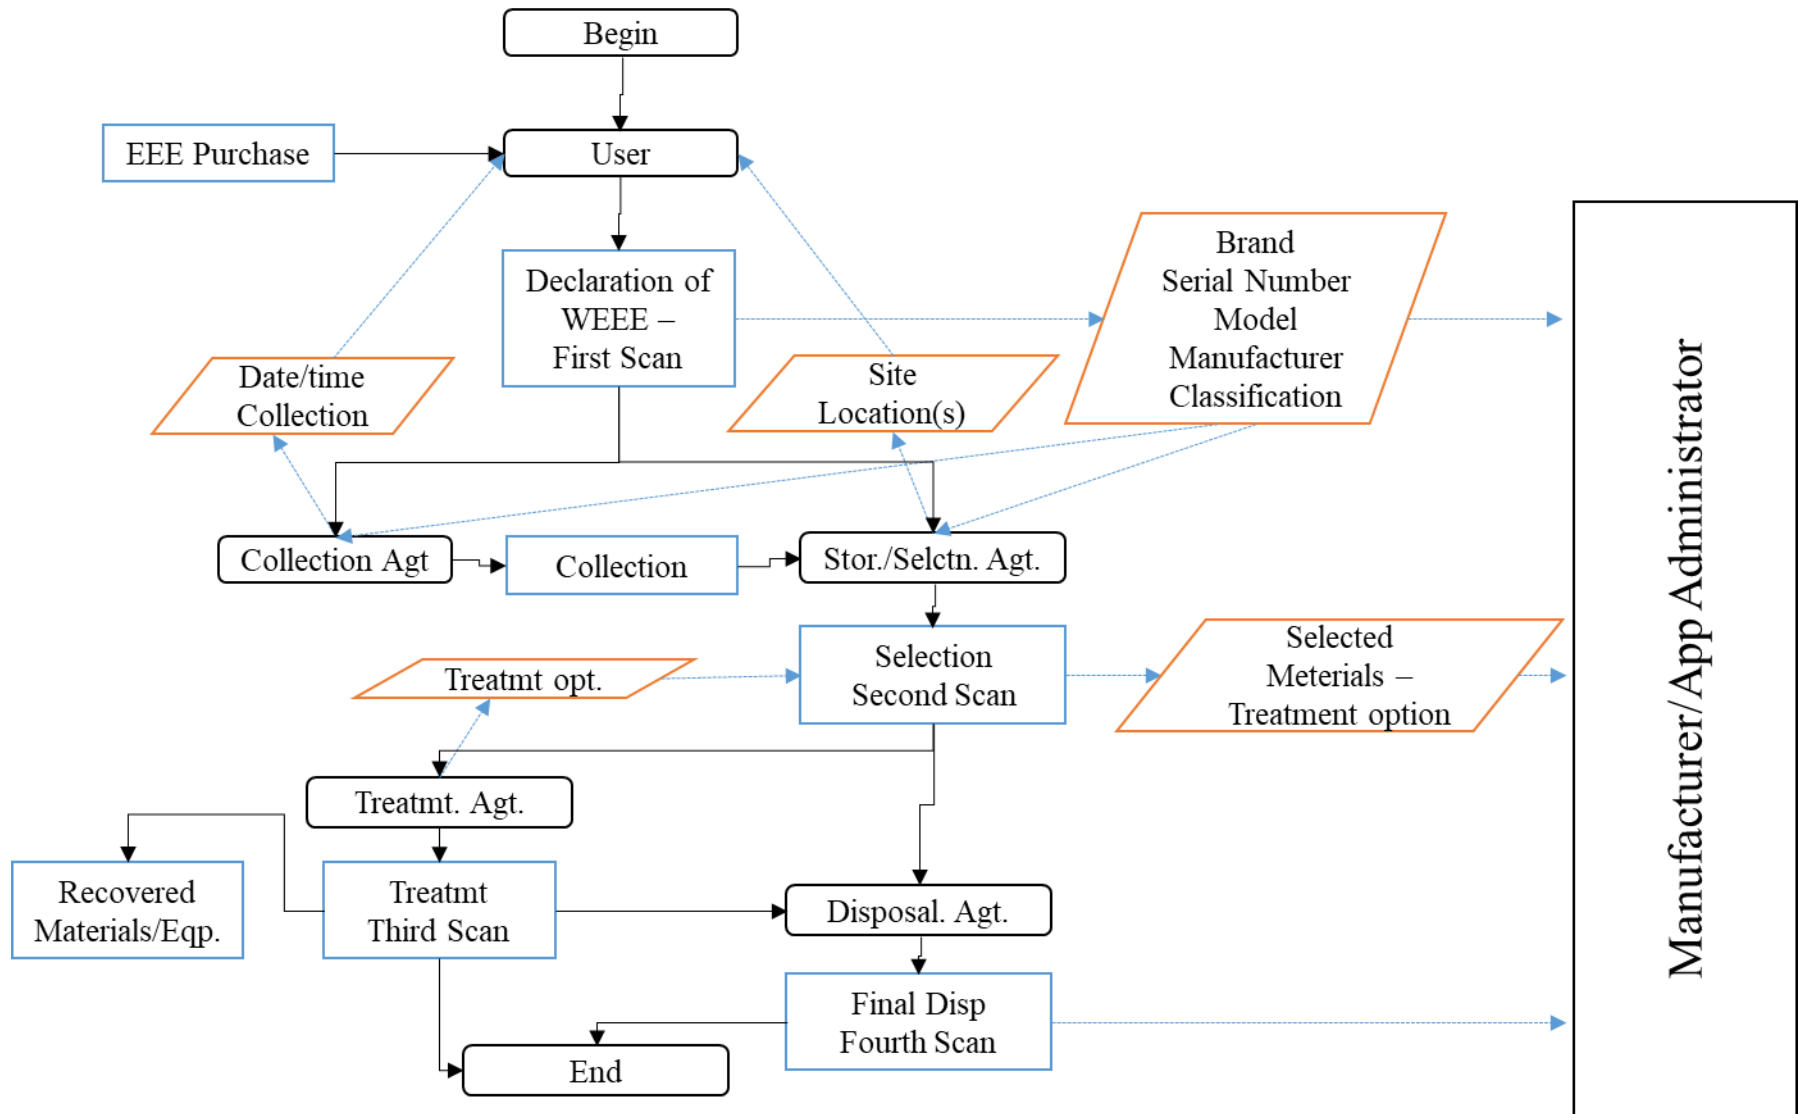 Begin
EEE Purchase
User
Declaration of
WEEE –
First Scan
Brand
Serial Number
Model
Manufacturer
Classification
Date/time
Collection
Site
Location(s)
Collection Agt
Collection
Stor./Selctn. Agt.
Treatmt opt.
Selection
Second Scan
Selected
Meterials –
Treatment option
Treatmt. Agt.
Recovered
Materials/Eqp.
Treatmt
Third Scan
Disposal. Agt.
Final Disp
Fourth Scan
End
Manufacturer/App Administrator